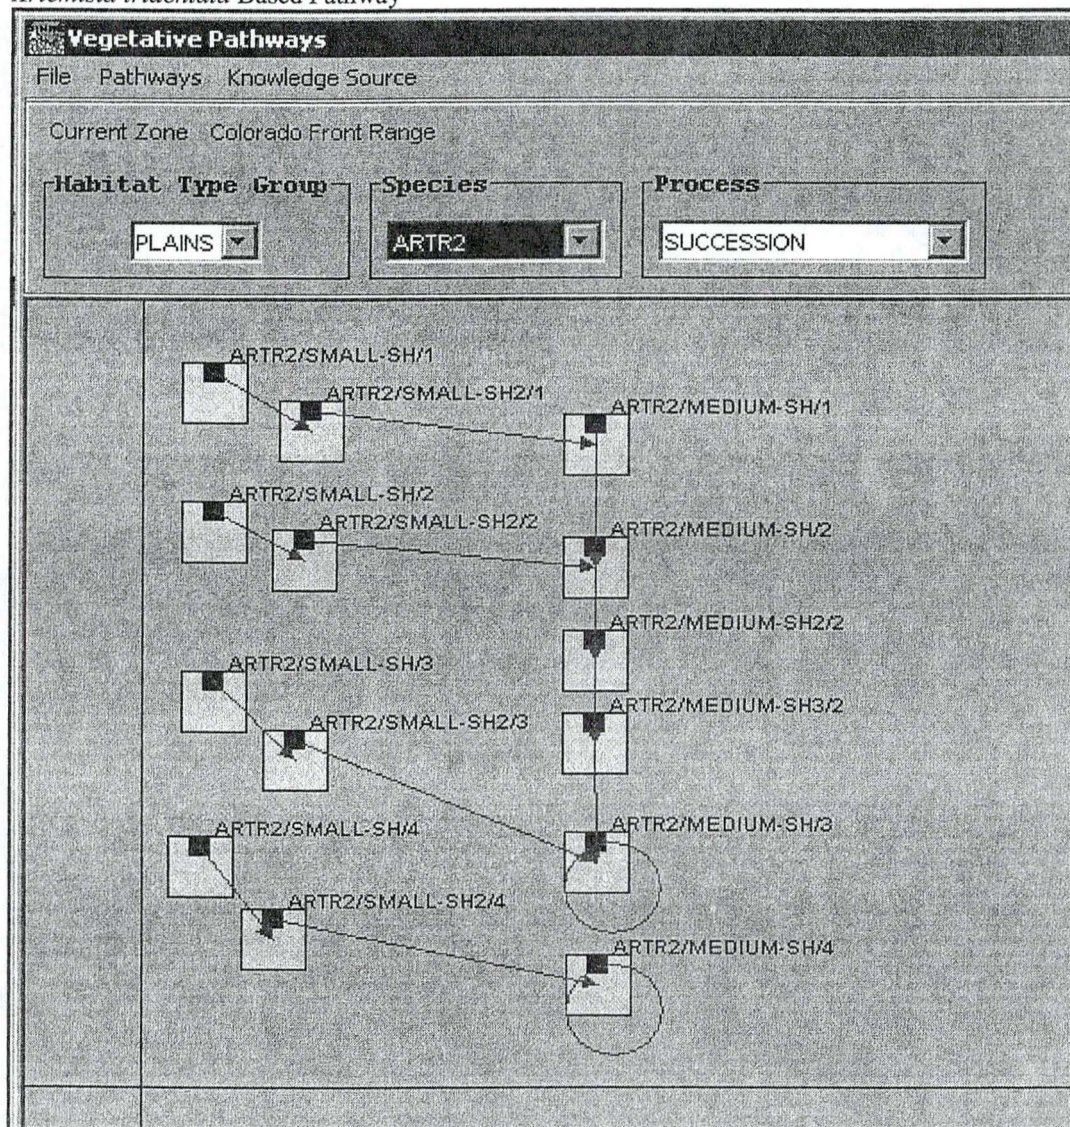 Artemisia tridentata Based Pathway
Vegetative Pathways
File Pathways Knowledge Source
Current Zone Colorado Front Range
Habitat Type Group Species Process
PLAINS ARTR2 SUCCESSION
ARTR2/SMALL-SH/1
ARTR2/SMALL-SH2/1
ARTR2/MEDIUM-SH/1
ARTR2/SMALL-SH/2
ARTR2/SMALL-SH2/2
ARTR2/MEDIUM-SH/2
ARTR2/MEDIUM-SH2/2
ARTR2/SMALL-SH/3
ARTR2/MEDIUM-SH3/2
ARTR2/SMALL-SH2/3
ARTR2/MEDIUM-SH/3
ARTR2/SMALL-SH/4
ARTR2/SMALL-SH2/4
ARTR2/MEDIUM-SH/4